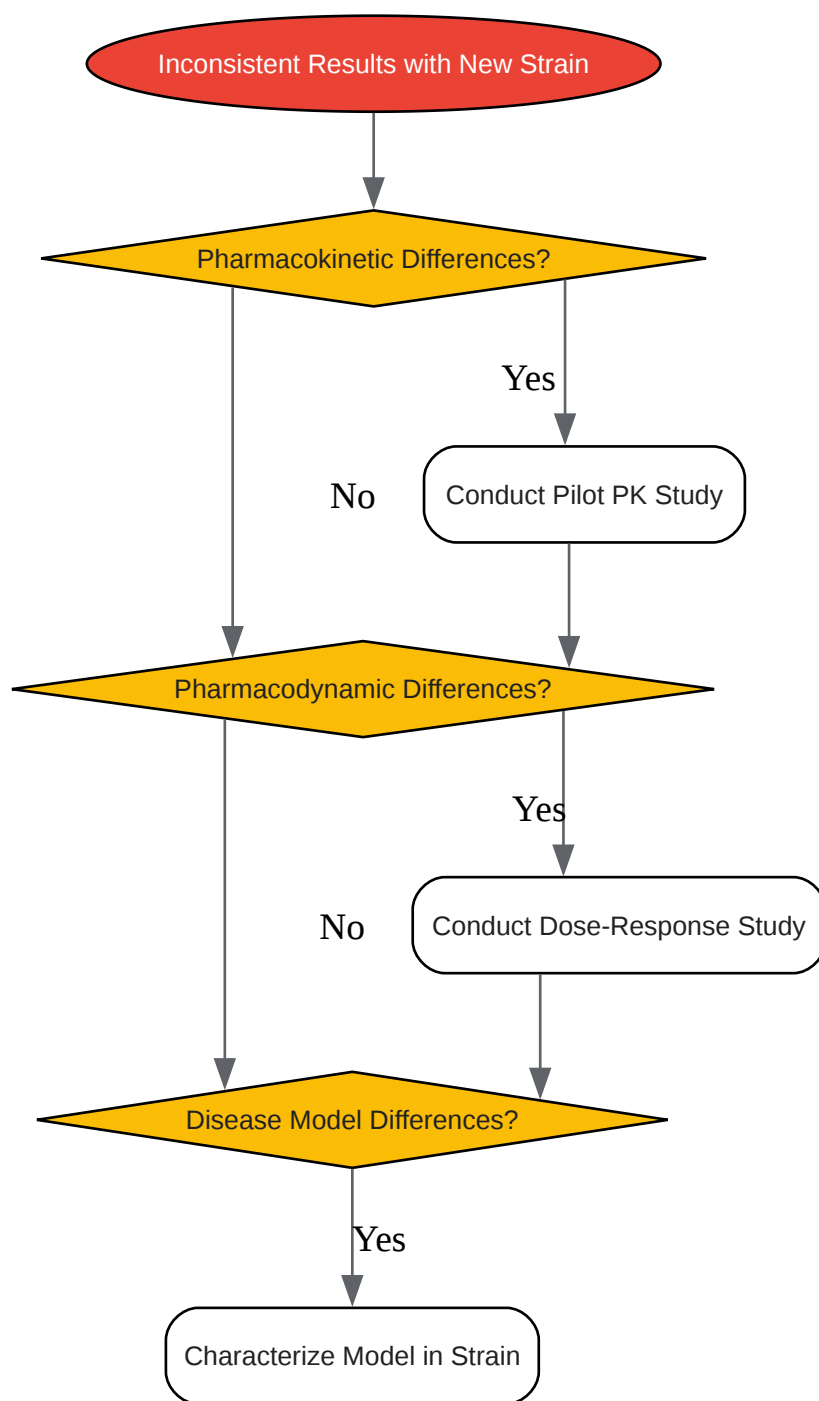 Inconsistent Results with New Strain
Pharmacokinetic Differences?
Yes
No
Conduct Pilot PK Study
Pharmacodynamic Differences?
Yes
No
Conduct Dose-Response Study
Disease Model Differences?
Yes
Characterize Model in Strain